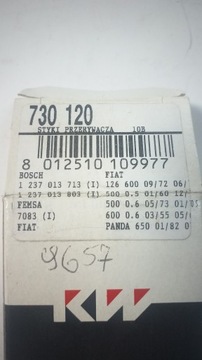 730 120
STYKI PRZERYWACZA 10B
8 012510 109977
BOSCH FIAT
1 237 013 713 (I) 126 600 09/72 06/
1 237 013 803 (I) 500 0.5 01/60 12/
FEMSA 500 0.6 05/73 01/
7083 (I) 600 0.6 03/55 05/
FIAT PANDA 650 01/82 0
9657
KW